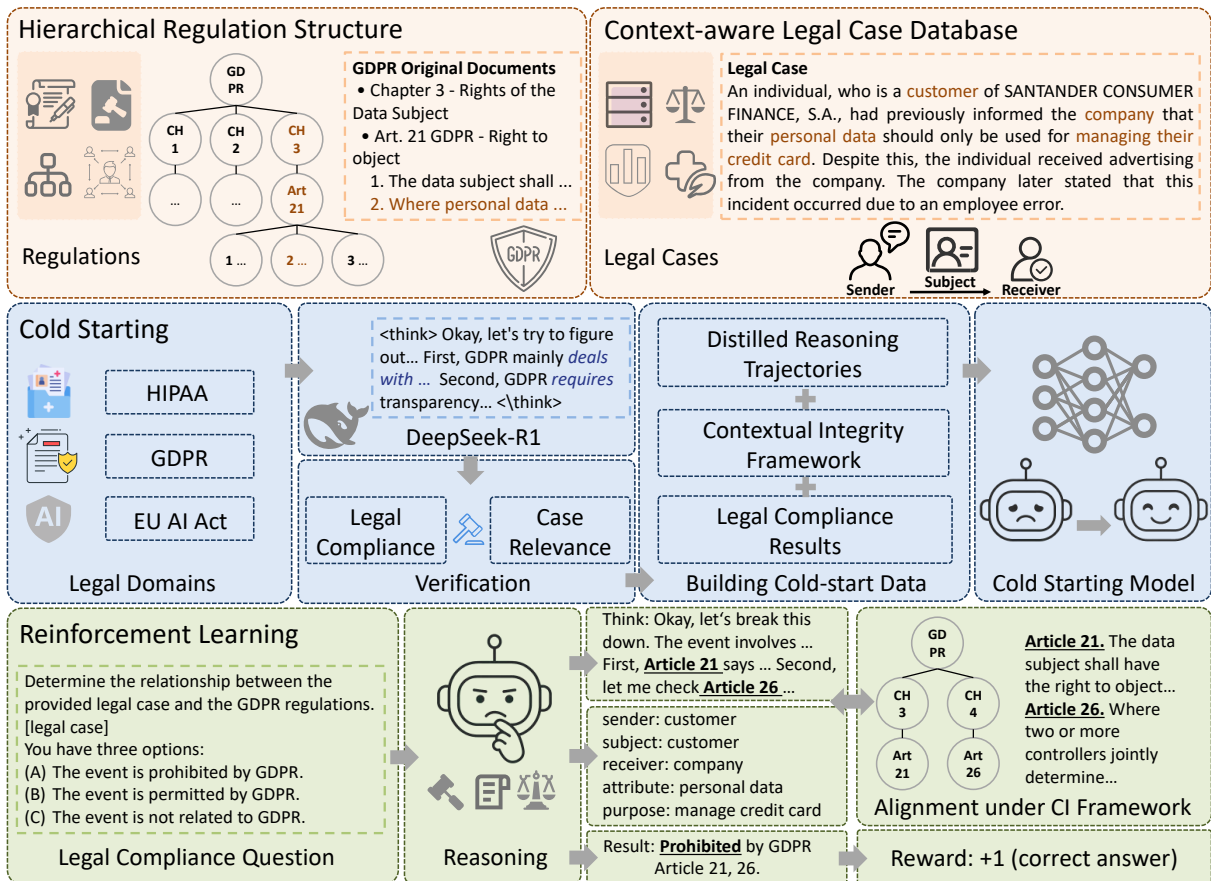 Hierarchical Regulation Structure
GD
PR
CH
1
CH
2
CH
3
...
...
Art
21
1 ...
2 ...
3 ...
Regulations
GDPR Original Documents
• Chapter 3 - Rights of the
Data Subject
• Art. 21 GDPR - Right to
object
1. The data subject shall ...
2. Where personal data ...
GDPR
Context-aware Legal Case Database
Legal Case
An individual, who is a customer of SANTANDER CONSUMER
FINANCE, S.A., had previously informed the company that
their personal data should only be used for managing their
credit card. Despite this, the individual received advertising
from the company. The company later stated that this
incident occurred due to an employee error.
Legal Cases
Sender
Subject
Receiver
Cold Starting
HIPAA
GDPR
AI
EU AI Act
Legal Domains
<think> Okay, let's try to figure
out... First, GDPR mainly deals
with ... Second, GDPR requires
transparency... <\think>
DeepSeek-R1
Legal
Compliance
Case
Relevance
Verification
Distilled Reasoning
Trajectories
Contextual Integrity
Framework
Legal Compliance
Results
Building Cold-start Data
Cold Starting Model
Reinforcement Learning
Determine the relationship between the
provided legal case and the GDPR regulations.
[legal case]
You have three options:
(A) The event is prohibited by GDPR.
(B) The event is permitted by GDPR.
(C) The event is not related to GDPR.
Legal Compliance Question
Reasoning
Think: Okay, let's break this
down. The event involves ...
First, Article 21 says ... Second,
let me check Article 26 ...
sender: customer
subject: customer
receiver: company
attribute: personal data
purpose: manage credit card
Result: Prohibited by GDPR
Article 21, 26.
GD
PR
CH
3
CH
4
Art
21
Art
26
Article 21. The data
subject shall have
the right to object...
Article 26. Where
two or more
controllers jointly
determine...
Alignment under CI Framework
Reward: +1 (correct answer)